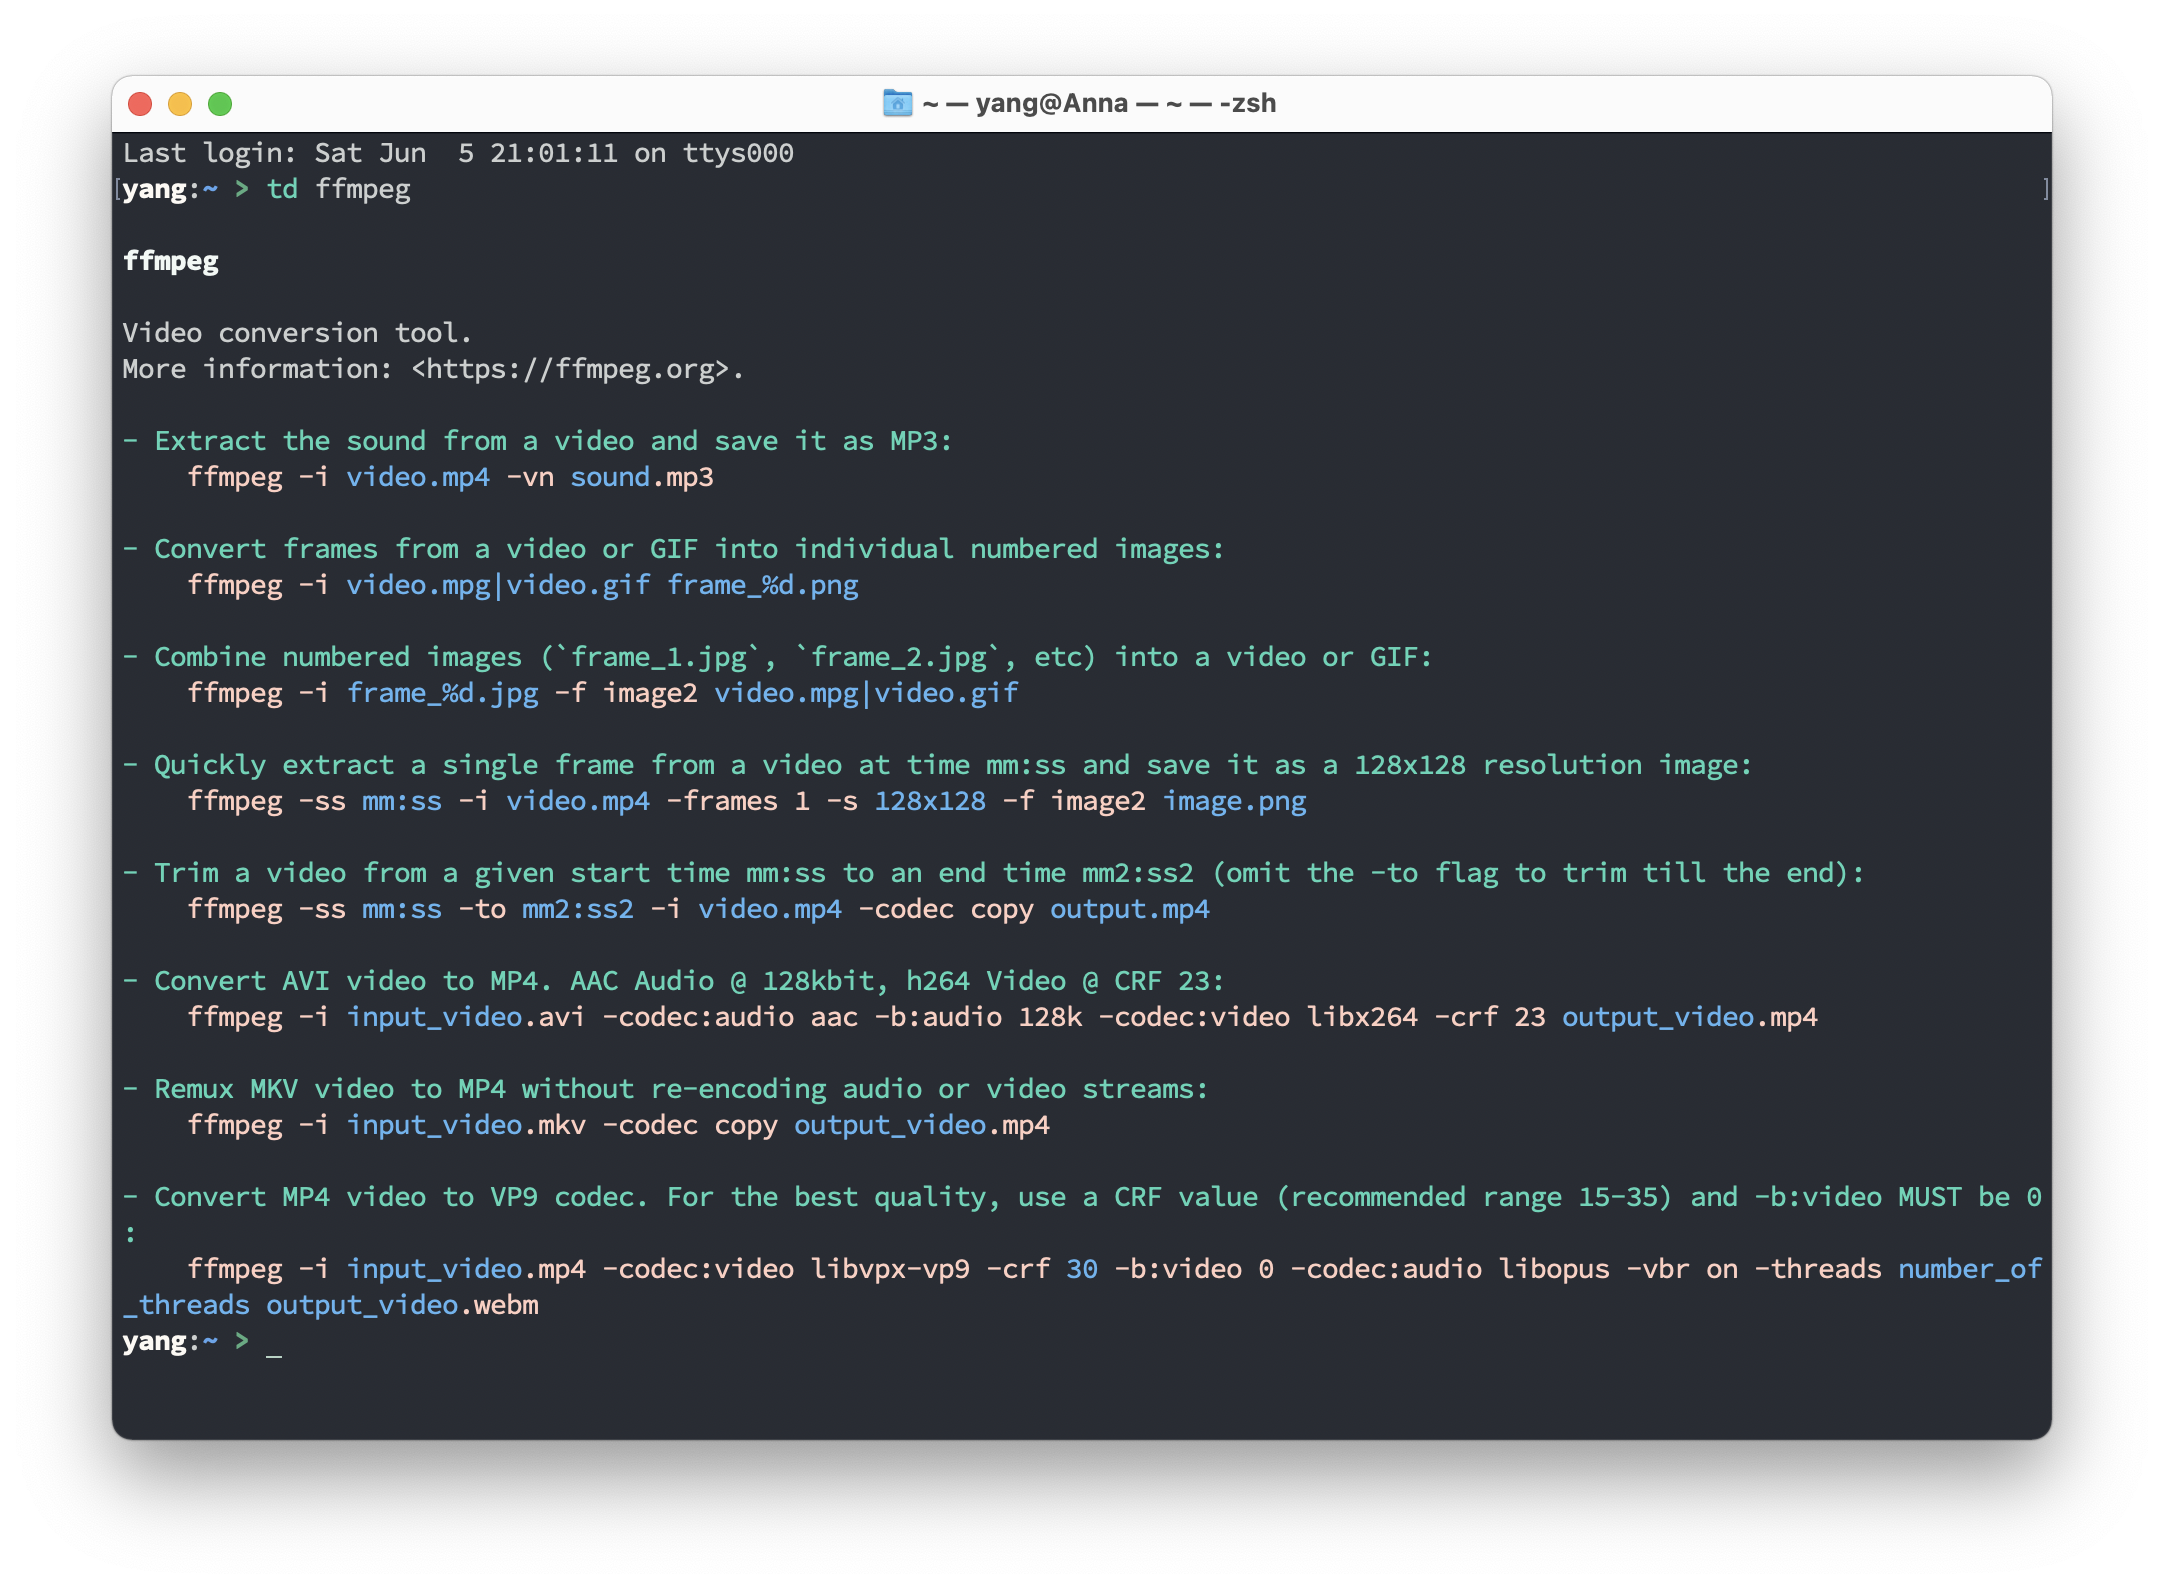 ~ — yang@Anna — ~ — -zsh
Last login: Sat Jun  5 21:01:11 on ttys000
[yang:~ > td ffmpeg ]
ffmpeg
Video conversion tool.
More information: <https://ffmpeg.org>.
- Extract the sound from a video and save it as MP3:
    ffmpeg -i video.mp4 -vn sound.mp3
- Convert frames from a video or GIF into individual numbered images:
    ffmpeg -i video.mpg|video.gif frame_%d.png
- Combine numbered images (`frame_1.jpg`, `frame_2.jpg`, etc) into a video or GIF:
    ffmpeg -i frame_%d.jpg -f image2 video.mpg|video.gif
- Quickly extract a single frame from a video at time mm:ss and save it as a 128x128 resolution image:
    ffmpeg -ss mm:ss -i video.mp4 -frames 1 -s 128x128 -f image2 image.png
- Trim a video from a given start time mm:ss to an end time mm2:ss2 (omit the -to flag to trim till the end):
    ffmpeg -ss mm:ss -to mm2:ss2 -i video.mp4 -codec copy output.mp4
- Convert AVI video to MP4. AAC Audio @ 128kbit, h264 Video @ CRF 23:
    ffmpeg -i input_video.avi -codec:audio aac -b:audio 128k -codec:video libx264 -crf 23 output_video.mp4
- Remux MKV video to MP4 without re-encoding audio or video streams:
    ffmpeg -i input_video.mkv -codec copy output_video.mp4
- Convert MP4 video to VP9 codec. For the best quality, use a CRF value (recommended range 15-35) and -b:video MUST be 0
:
    ffmpeg -i input_video.mp4 -codec:video libvpx-vp9 -crf 30 -b:video 0 -codec:audio libopus -vbr on -threads number_of
_threads output_video.webm
yang:~ > _